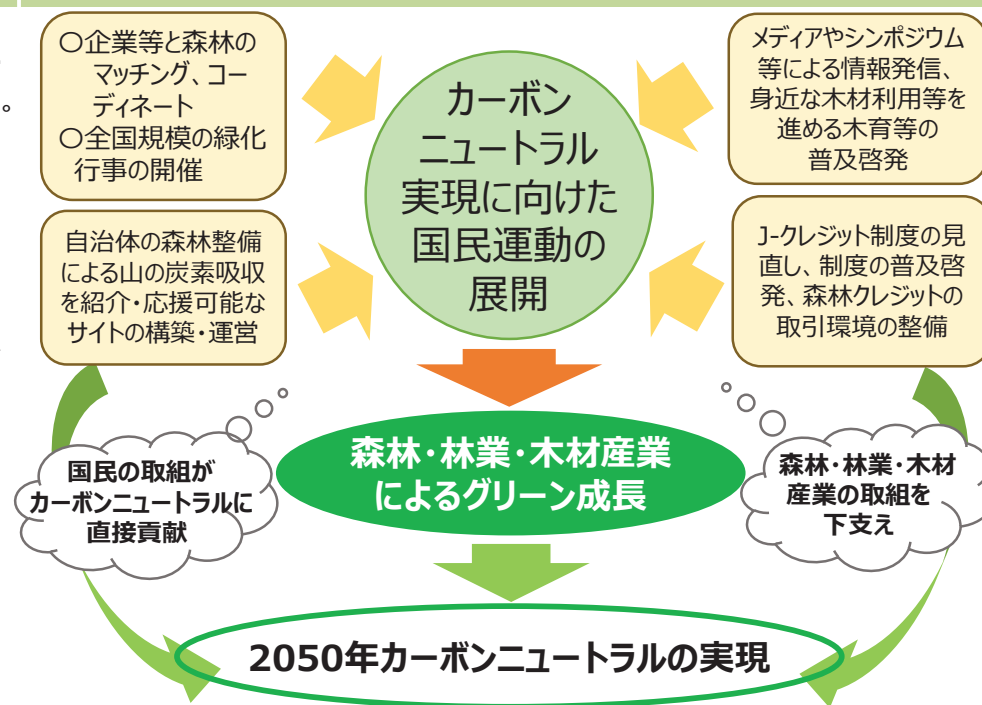 〇企業等と森林の
マッチング、コー
ディネート
〇全国規模の緑化
行事の開催
カーボン
ニュートラル
実現に向けた
国民運動の
展開
メディアやシンポジウム
等による情報発信、
身近な木材利用等を
進める木育等の
普及啓発
自治体の森林整備
による山の炭素吸収
を紹介・応援可能な
サイトの構築・運営
J-クレジット制度の見
直し、制度の普及啓
発、森林クレジットの
取引環境の整備
国民の取組が
カーボンニュートラルに
直接貢献
森林・林業・木材産業
によるグリーン成長
森林・林業・木材
産業の取組を
下支え
2050年カーボンニュートラルの実現